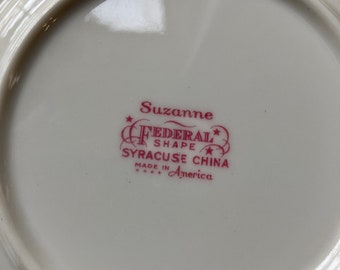 Suzanne
FEDERAL
SHAPE
SYRACUSE CHINA
MADE IN America